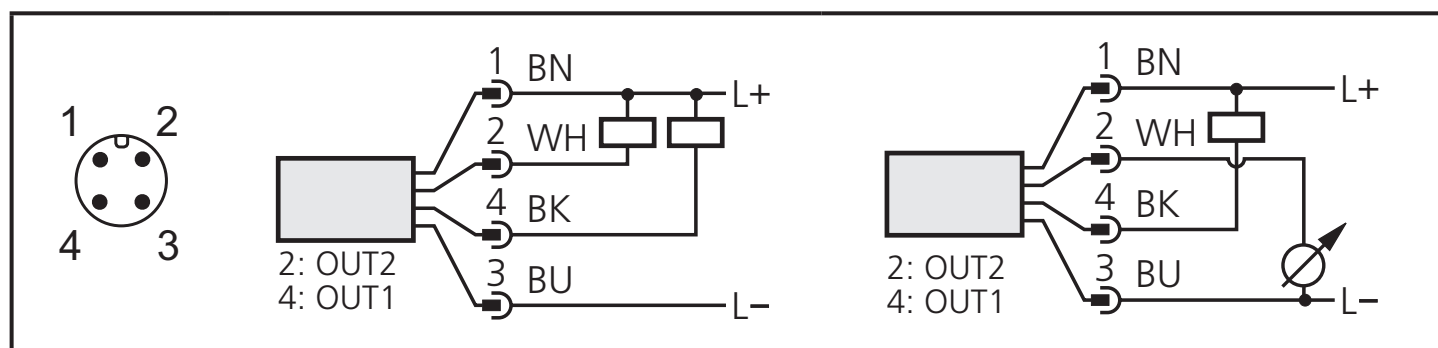 1 2
4 3
1 BN
L+
2 WH
4 BK
3 BU
L–
2: OUT2
4: OUT1
1 BN
L+
2 WH
4 BK
3 BU
L–
2: OUT2
4: OUT1